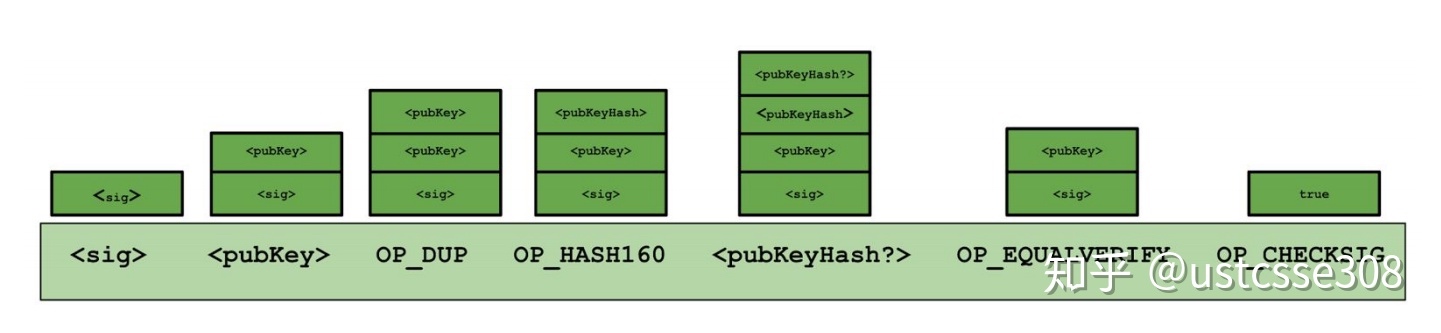 <pubKeyHash?>
<pubKey> <pubKeyHash> <pubKeyHash>
<pubKey> <pubKey> <pubKey> <pubKey> <pubKey>
<sig> <sig> <sig> <sig> <sig> <sig> true
<sig> <pubKey> OP_DUP OP_HASH160 <pubKeyHash?> OP_EQUALVERIFY OP_CHECKSIG
知乎 @ustcsse308